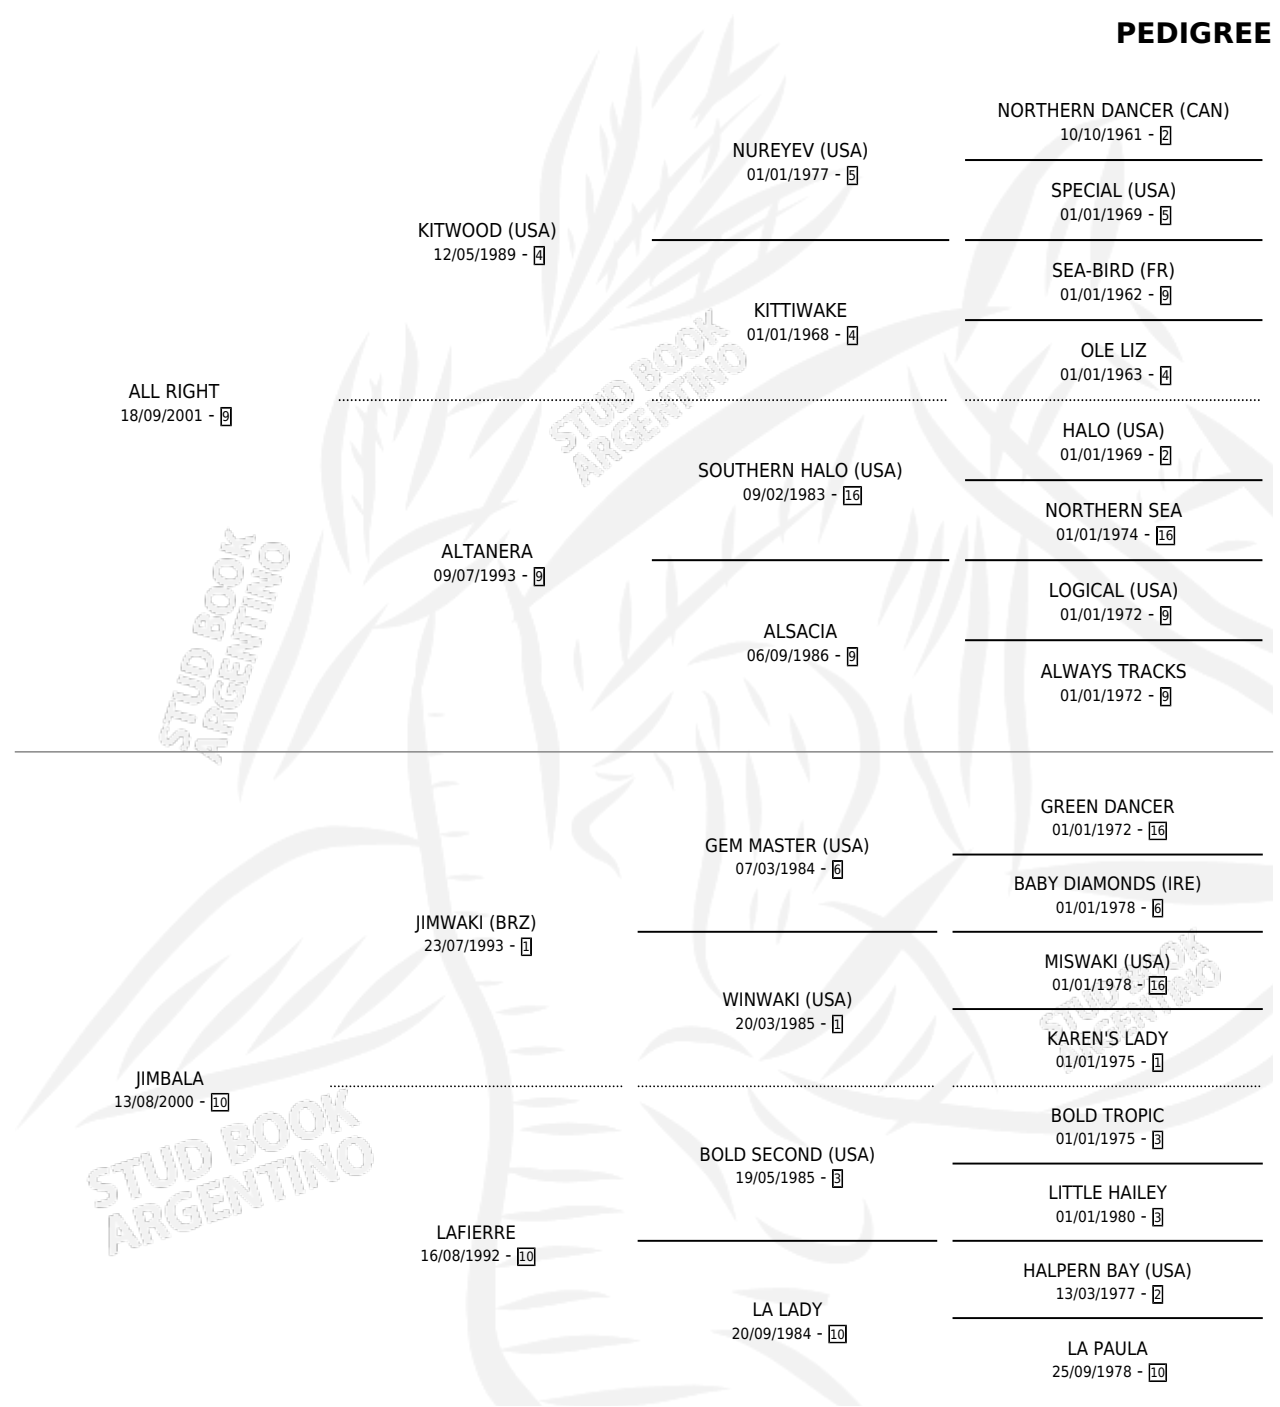 PEDIGREE
NORTHERN DANCER (CAN)
10/10/1961 - 2
NUREYEV (USA)
01/01/1977 - 5
SPECIAL (USA)
01/01/1969 - 5
KITWOOD (USA)
12/05/1989 - 4
SEA-BIRD (FR)
01/01/1962 - 9
KITTIWAKE
01/01/1968 - 4
OLE LIZ
01/01/1963 - 4
ALL RIGHT
18/09/2001 - 9
STUD BOOK
ARGENTINO
HALO (USA)
01/01/1969 - 2
SOUTHERN HALO (USA)
09/02/1983 - 16
NORTHERN SEA
01/01/1974 - 16
ALTANERA
09/07/1993 - 9
LOGICAL (USA)
01/01/1972 - 9
ALSACIA
06/09/1986 - 9
ALWAYS TRACKS
01/01/1972 - 9
STUD BOOK
ARGENTINO
GREEN DANCER
01/01/1972 - 16
GEM MASTER (USA)
07/03/1984 - 6
BABY DIAMONDS (IRE)
01/01/1978 - 6
JIMWAKI (BRZ)
23/07/1993 - 1
MISWAKI (USA)
01/01/1978 - 16
WINWAKI (USA)
20/03/1985 - 1
STUD BOOK
ARGENTINO
KAREN'S LADY
01/01/1975 - 1
JIMBALA
13/08/2000 - 10
BOLD TROPIC
01/01/1975 - 3
BOLD SECOND (USA)
19/05/1985 - 3
STUD BOOK
ARGENTINO
LITTLE HAILEY
01/01/1980 - 3
LAFIERRE
16/08/1992 - 10
HALPERN BAY (USA)
13/03/1977 - 2
LA LADY
20/09/1984 - 10
LA PAULA
25/09/1978 - 10